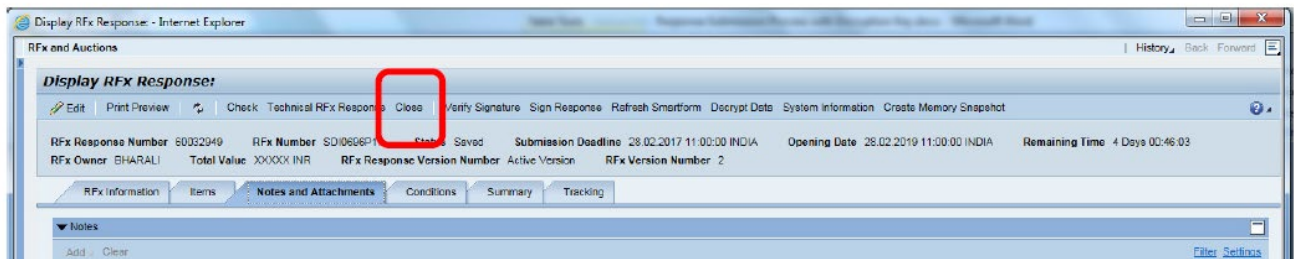 Display RFx Response: - Internet Explorer
RFx and Auctions | History Back Forward
Display RFx Response:
Edit | Print Preview | Check Technical RFx Response Close | Verify Signature Sign Response Refresh Smartform Decrypt Data System Information Create Memory Snapshot
RFx Response Number 60032949 RFx Number SDI0696P1 Status Saved Submission Deadline 28.02.2017 11:00:00 INDIA Opening Date 28.02.2019 11:00:00 INDIA Remaining Time 4 Days 00:46:03
RFx Owner BHARALI Total Value XXXXX INR RFx Response Version Number Active Version RFx Version Number 2
RFx Information Items Notes and Attachments Conditions Summary Tracking
Notes
Add Clear Filter Settings